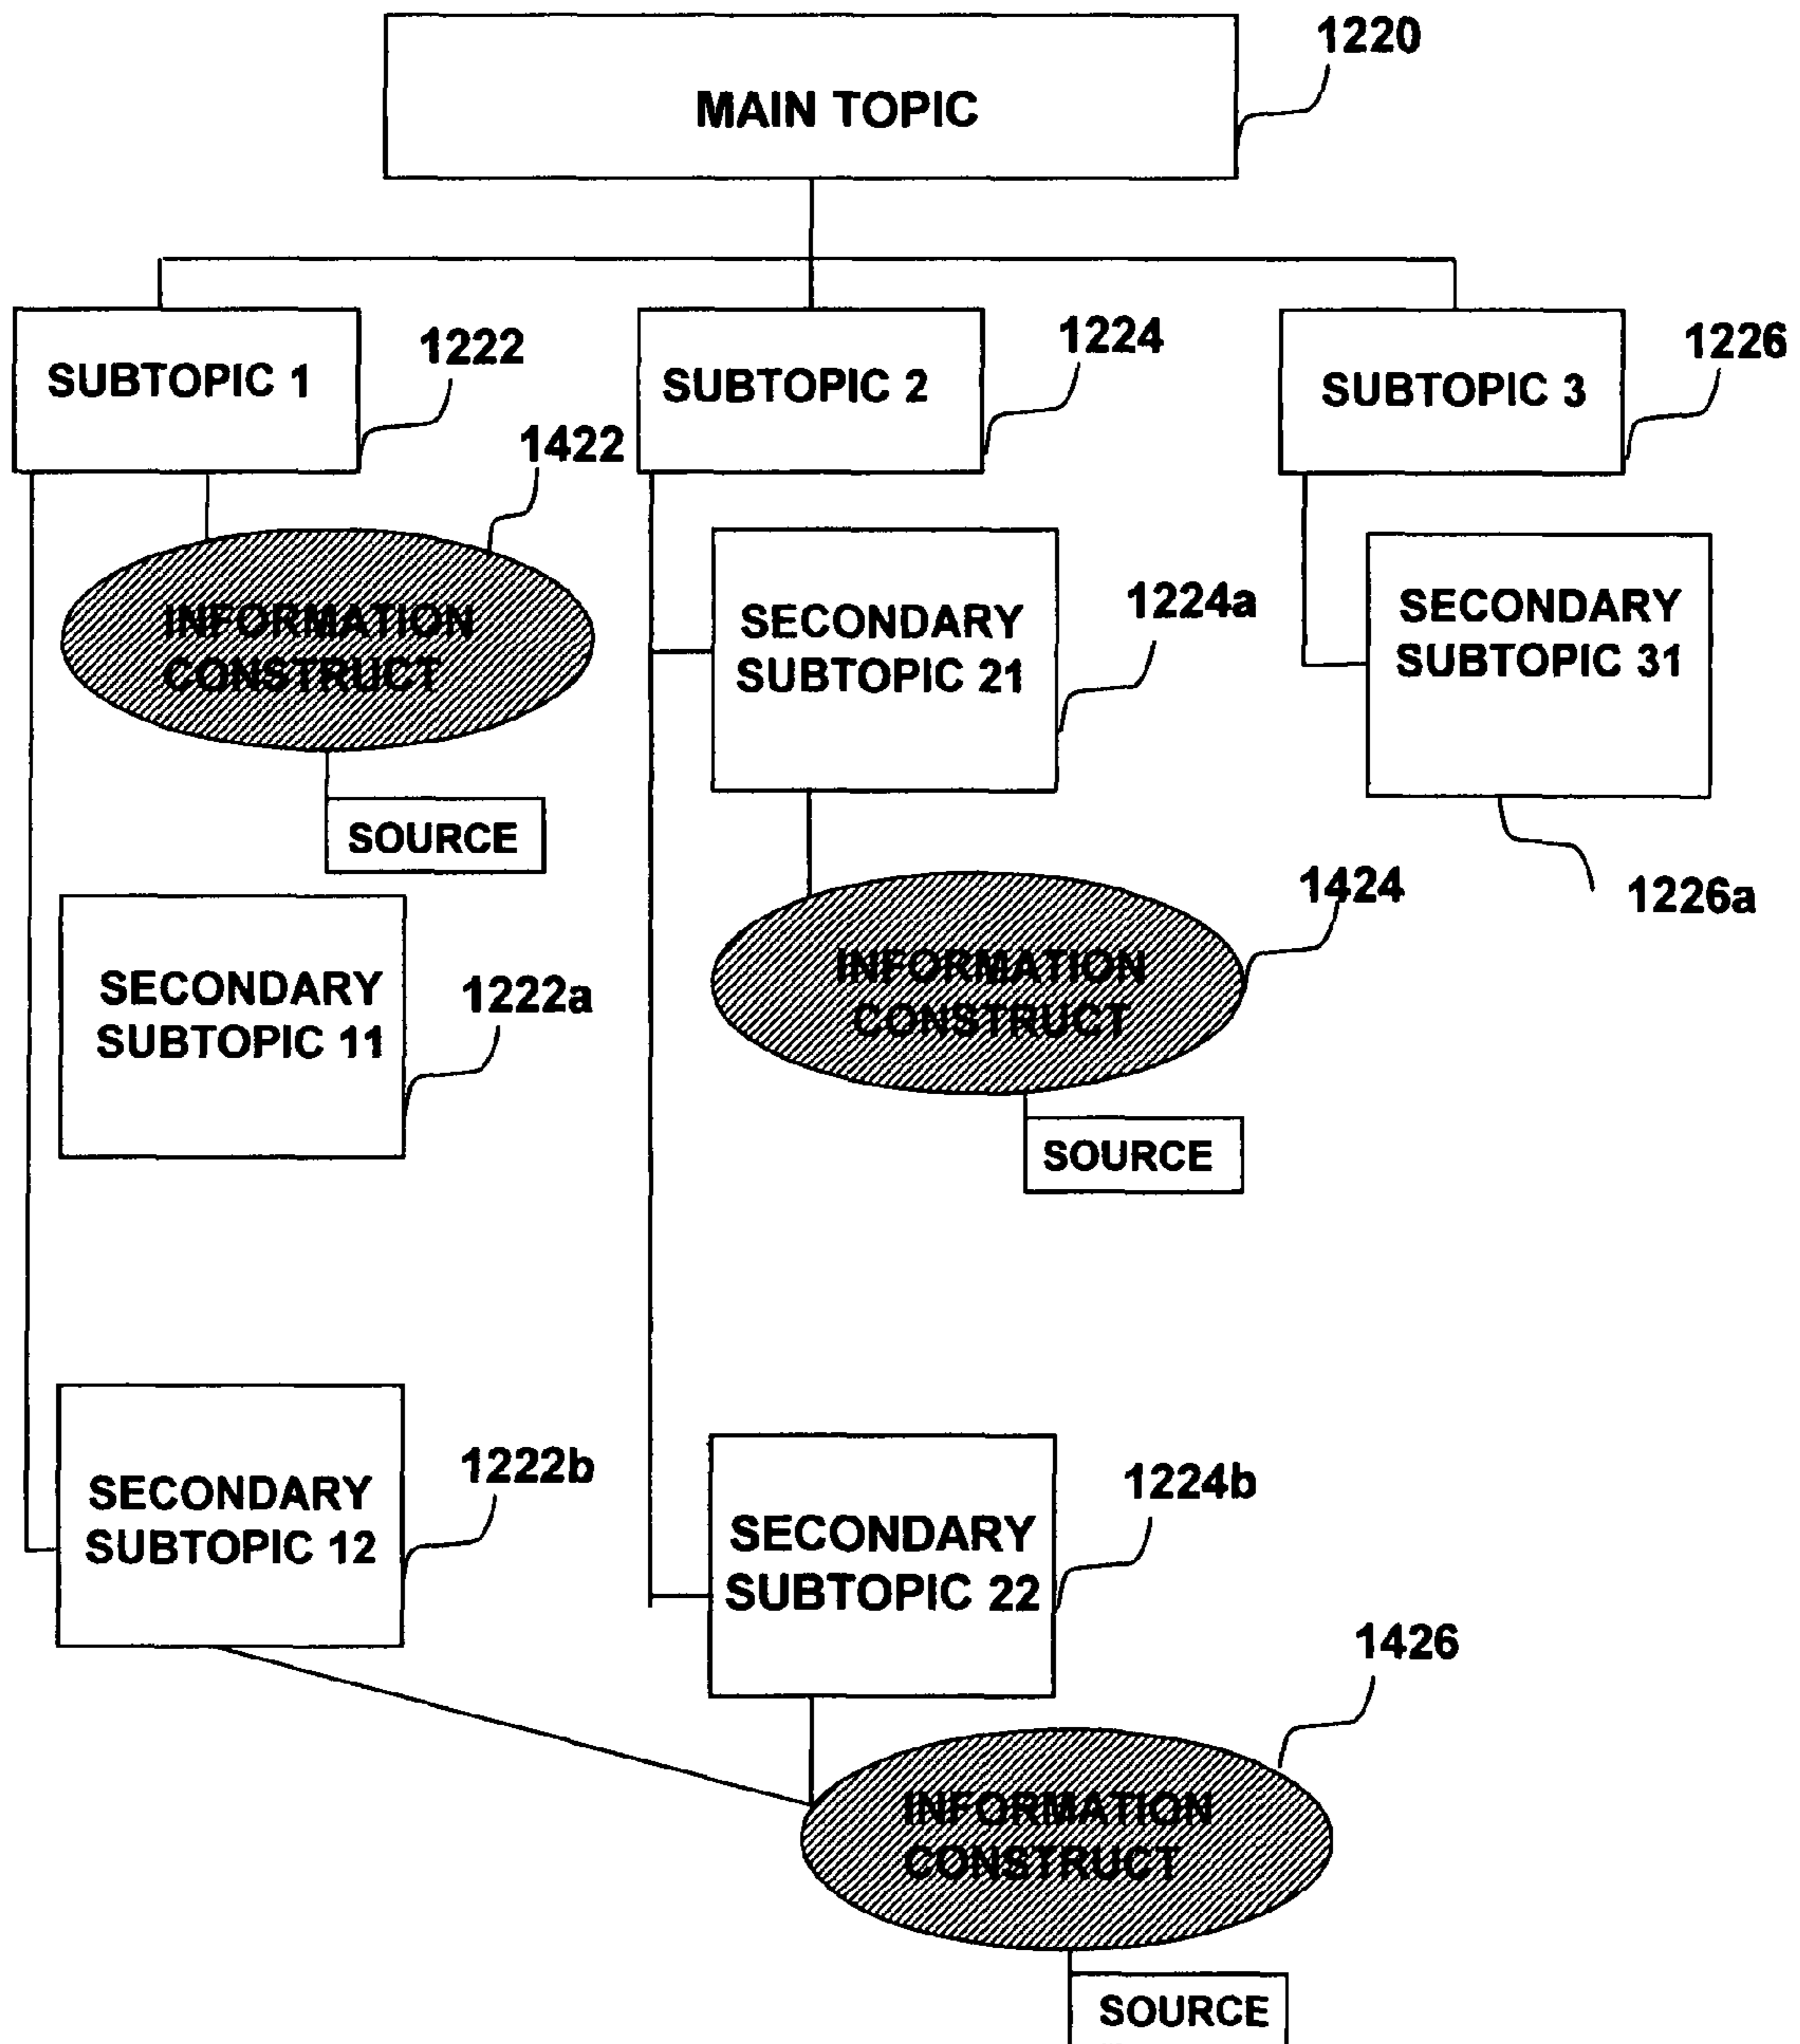 1220
MAIN TOPIC
SUBTOPIC 1
1222
SUBTOPIC 2
1224
SUBTOPIC 3
1226
1422
INFORMATION
CONSTRUCT
SOURCE
SECONDARY
SUBTOPIC 21
1224a
SECONDARY
SUBTOPIC 31
1226a
1424
INFORMATION
CONSTRUCT
SOURCE
SECONDARY
SUBTOPIC 11
1222a
SECONDARY
SUBTOPIC 12
1222b
SECONDARY
SUBTOPIC 22
1224b
1426
INFORMATION
CONSTRUCT
SOURCE